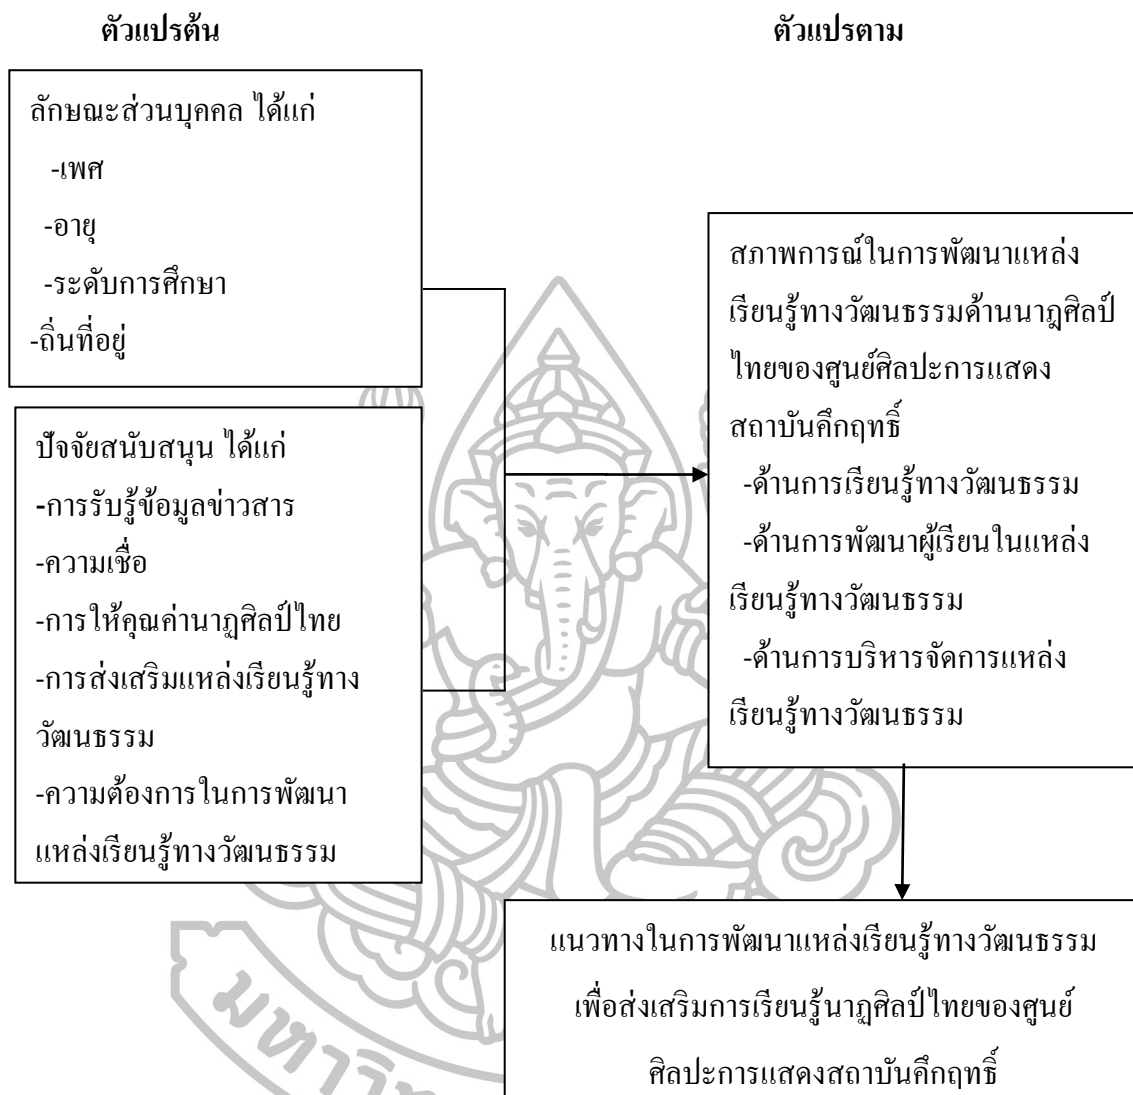 ตัวแปรต้น
ตัวแปรตาม
ลักษณะส่วนบุคคล ได้แก่
-เพศ
-อายุ
-ระดับการศึกษา
-ถิ่นที่อยู่
ปัจจัยสนับสนุน ได้แก่
-การรับรู้ข้อมูลข่าวสาร
-ความเชื่อ
-การให้คุณค่านาฏศิลป์ไทย
-การส่งเสริมแหล่งเรียนรู้ทาง
วัฒนธรรม
-ความต้องการในการพัฒนา
แหล่งเรียนรู้ทางวัฒนธรรม
สภาพการณ์ในการพัฒนาแหล่ง
เรียนรู้ทางวัฒนธรรมด้านนาฎศิลป์
ไทยของศูนย์ศิลปะการแสดง
สถาบันคึกฤทธิ์
-ด้านการเรียนรู้ทางวัฒนธรรม
-ด้านการพัฒนาผู้เรียนในแหล่ง
เรียนรู้ทางวัฒนธรรม
-ด้านการบริหารจัดการแหล่ง
เรียนรู้ทางวัฒนธรรม
แนวทางในการพัฒนาแหล่งเรียนรู้ทางวัฒนธรรม
เพื่อส่งเสริมการเรียนรู้นาฏศิลป์ไทยของศูนย์
ศิลปะการแสดงสถาบันคึกฤทธิ์